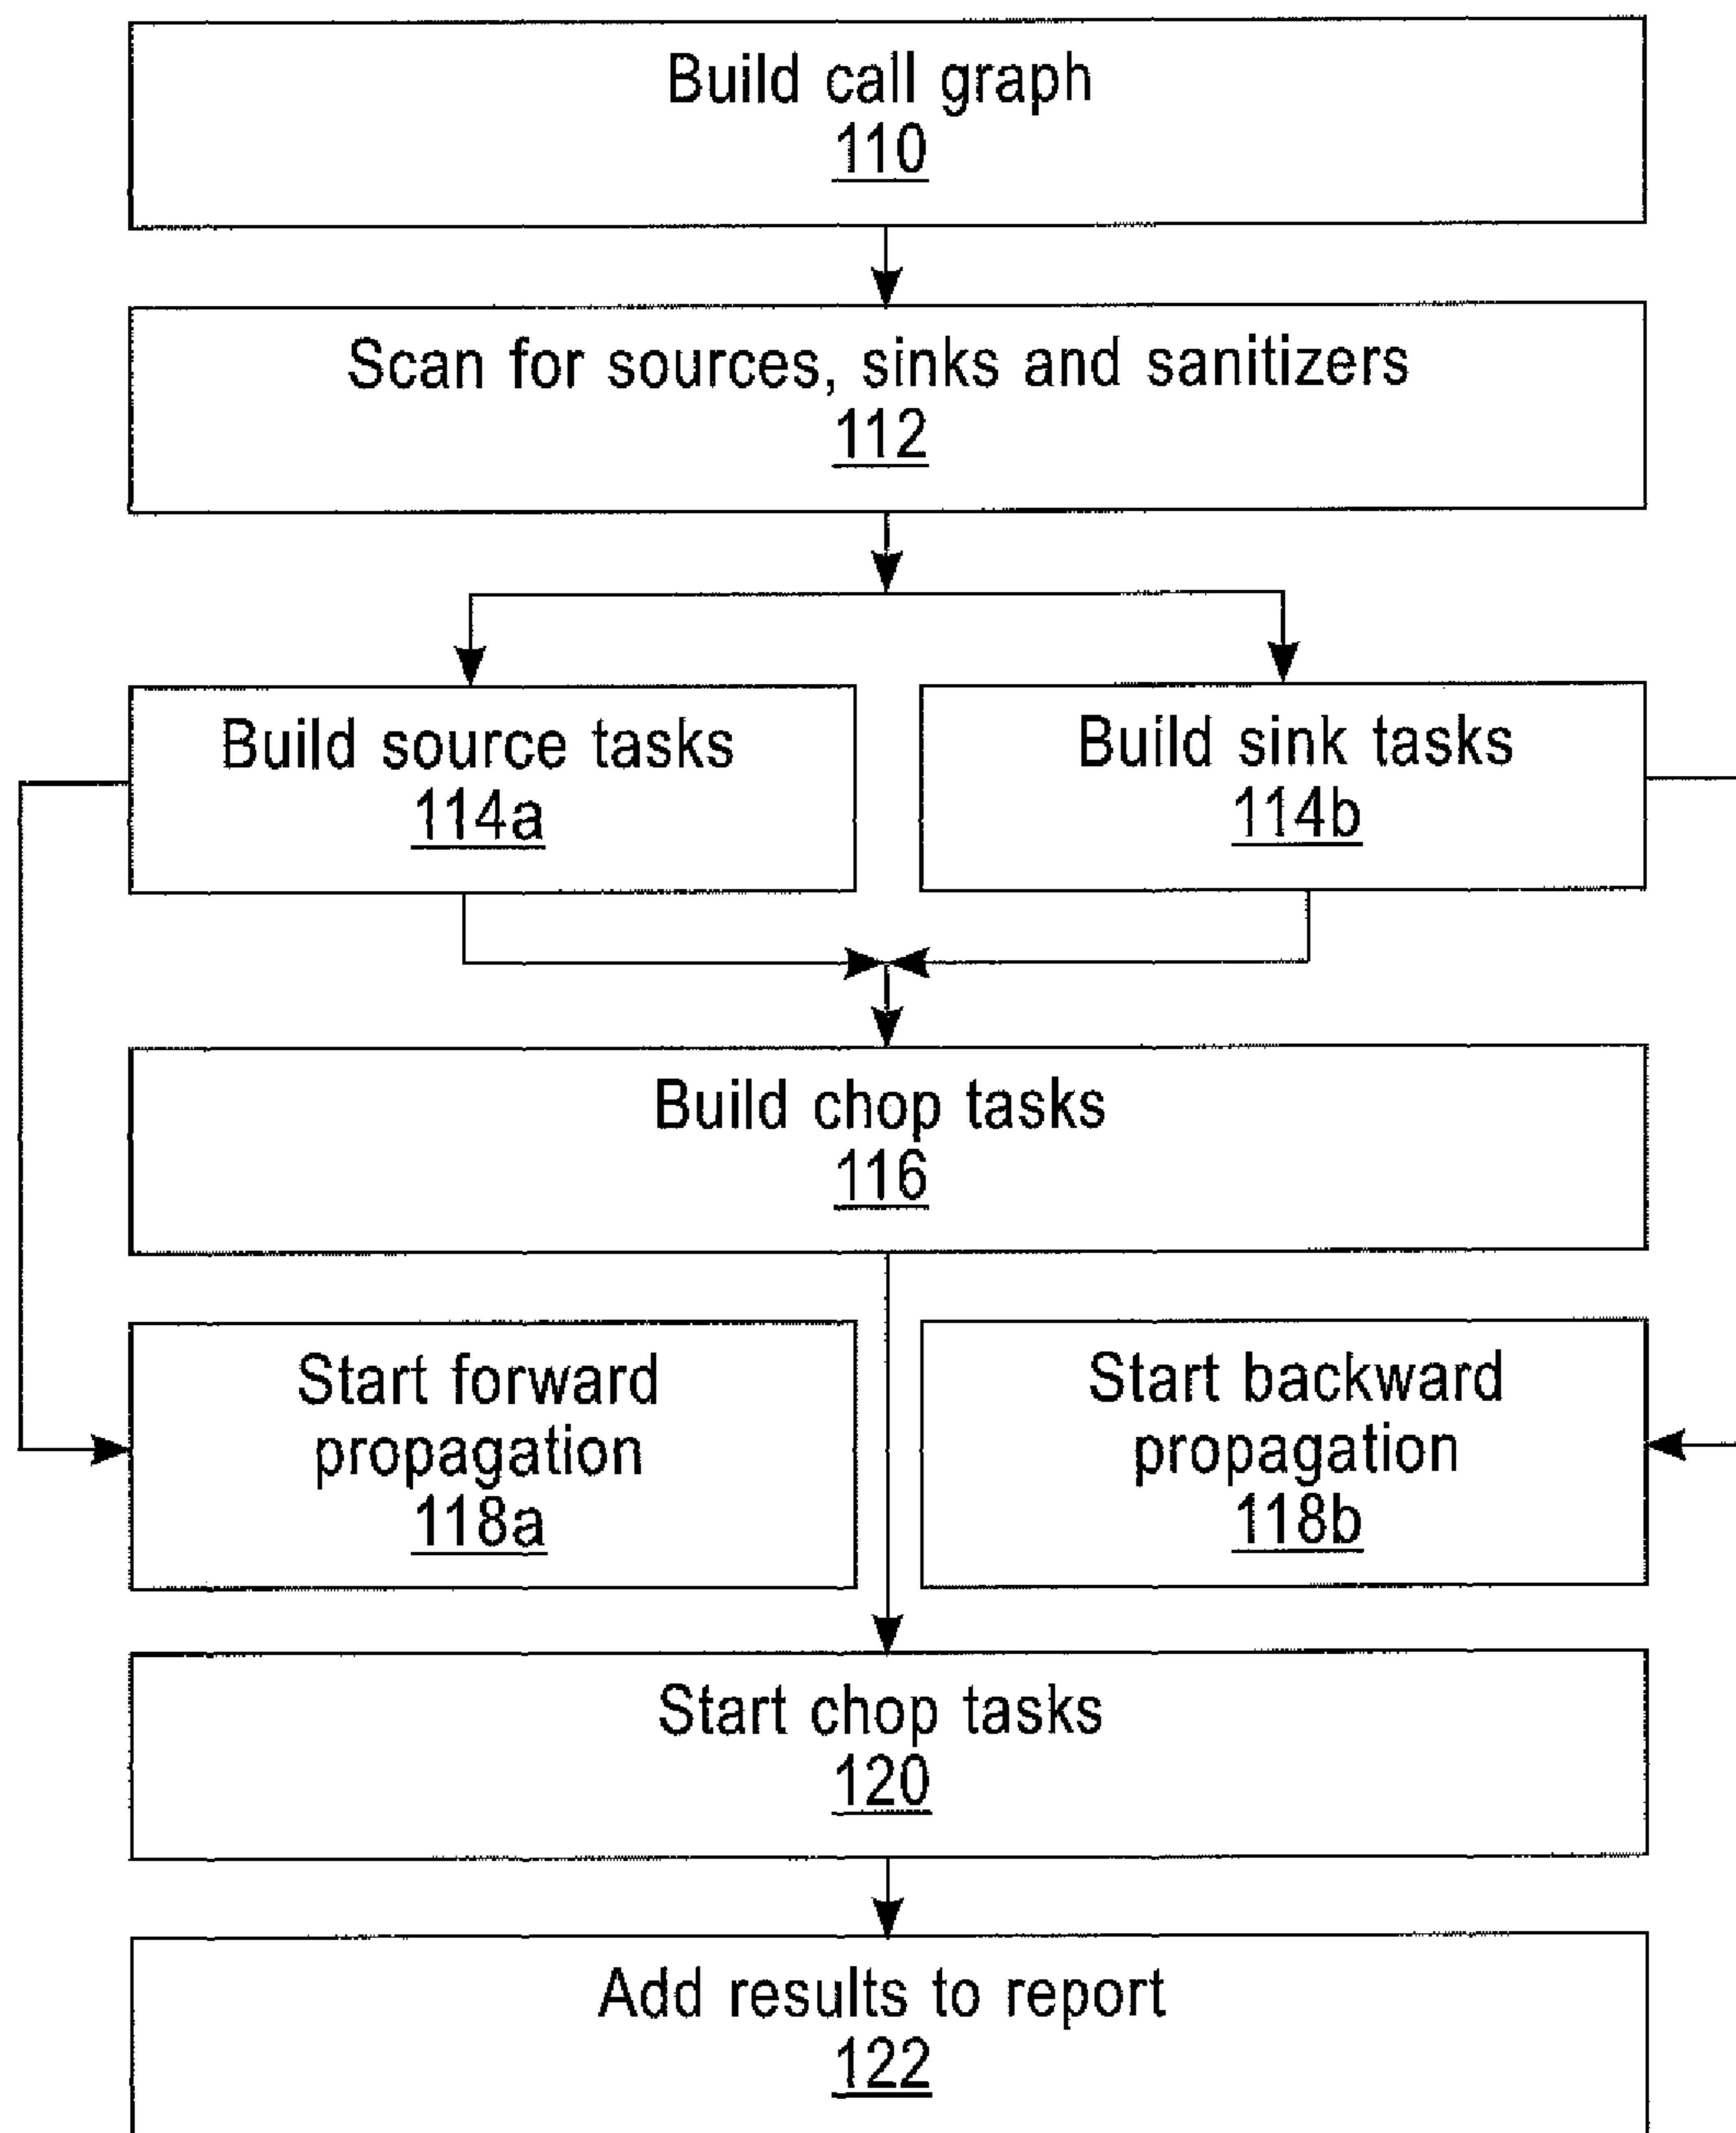 Build call graph
110
Scan for sources, sinks and sanitizers
112
Build source tasks
114a
Build sink tasks
114b
Build chop tasks
116
Start forward
propagation
118a
Start backward
propagation
118b
Start chop tasks
120
Add results to report
122